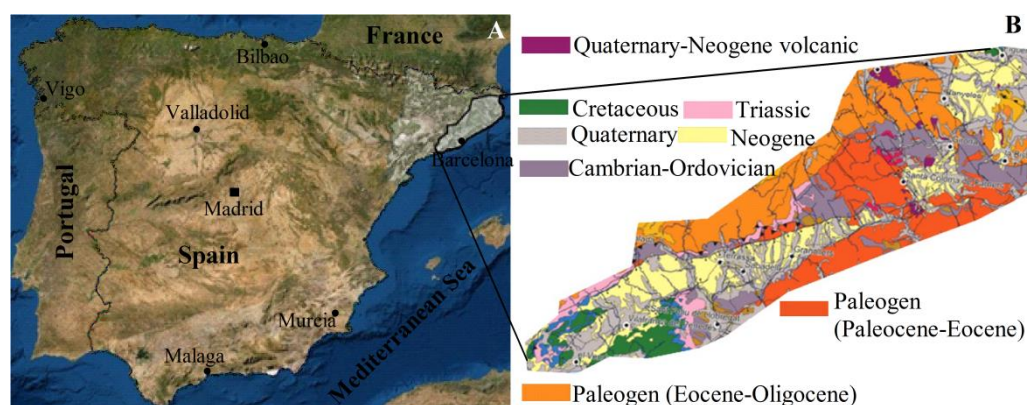 A
France
Bilbao
Vigo
Valladolid
Barcelona
Madrid
Portugal
Spain
Mediterranean Sea
Murcia
Malaga
B
Quaternary-Neogene volcanic
Cretaceous
Triassic
Quaternary
Neogene
Cambrian-Ordovician
Paleogen
(Paleocene-Eocene)
Paleogen (Eocene-Oligocene)